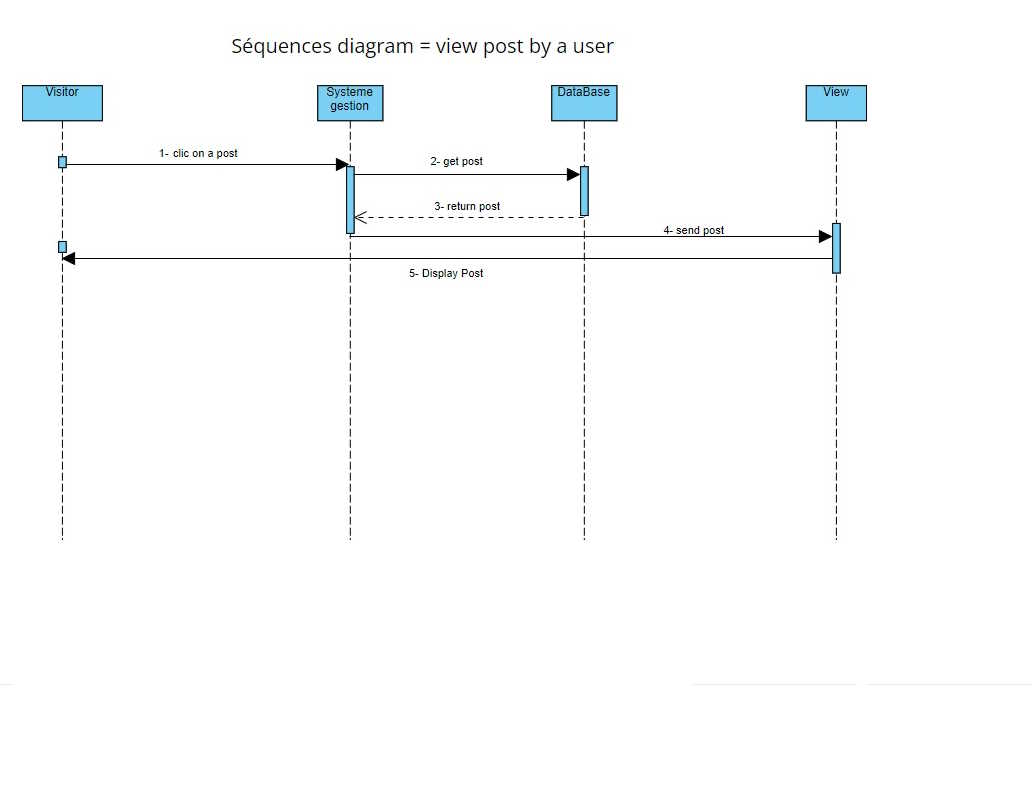 Séquences diagram = view post by a user
Visitor
Systeme
gestion
DataBase
View
1- clic on a post
2- get post
3- return post
4- send post
5- Display Post